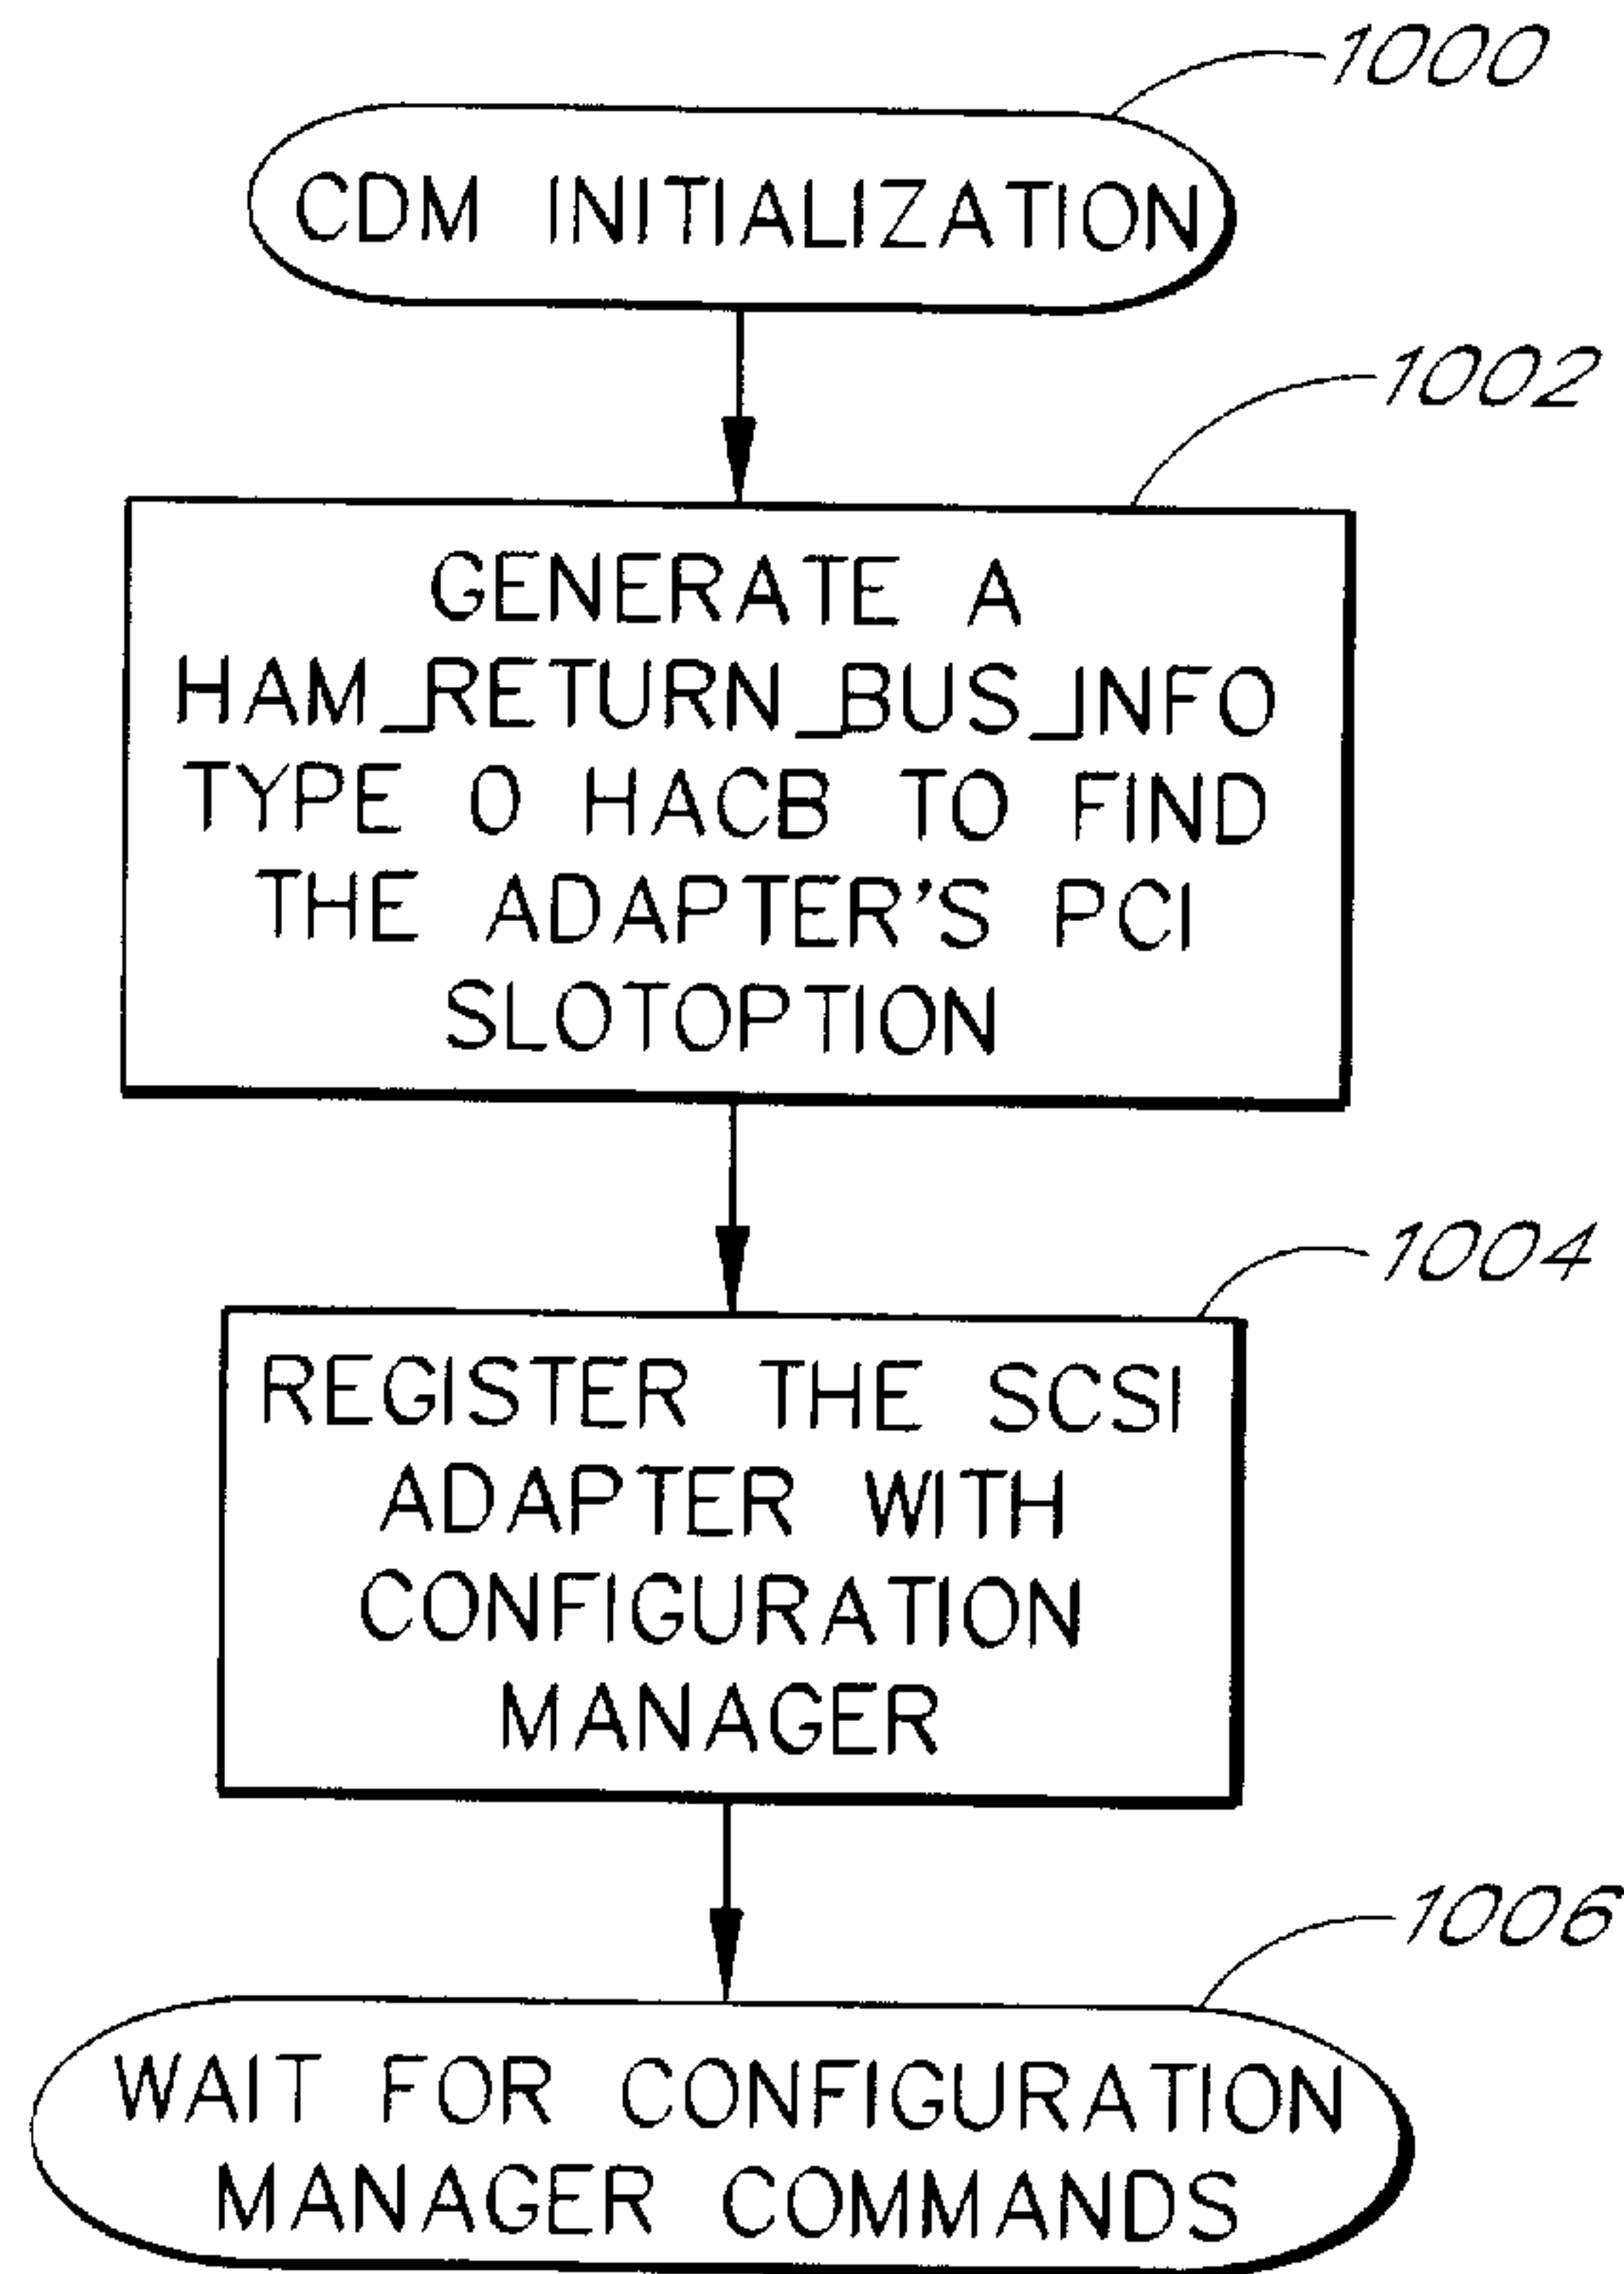 1000
CDM INITIALIZATION
1002
GENERATE A
HAM_RETURN_BUS_INFO
TYPE 0 HACB TO FIND
THE ADAPTER'S PCI
SLOTOPTION
1004
REGISTER THE SCSI
ADAPTER WITH
CONFIGURATION
MANAGER
1006
WAIT FOR CONFIGURATION
MANAGER COMMANDS